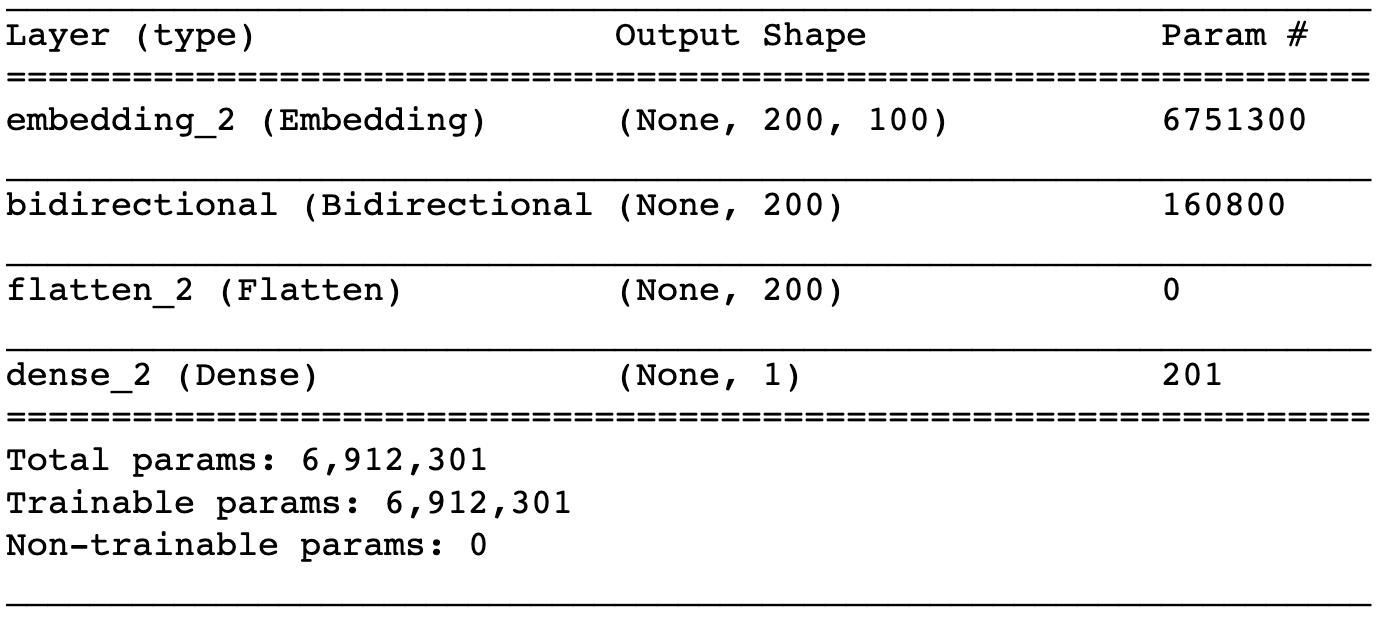 Layer (type) Output Shape Param #
=================================================================
embedding_2 (Embedding) (None, 200, 100) 6751300
bidirectional (Bidirectional (None, 200) 160800
flatten_2 (Flatten) (None, 200) 0
dense_2 (Dense) (None, 1) 201
=================================================================
Total params: 6,912,301
Trainable params: 6,912,301
Non-trainable params: 0